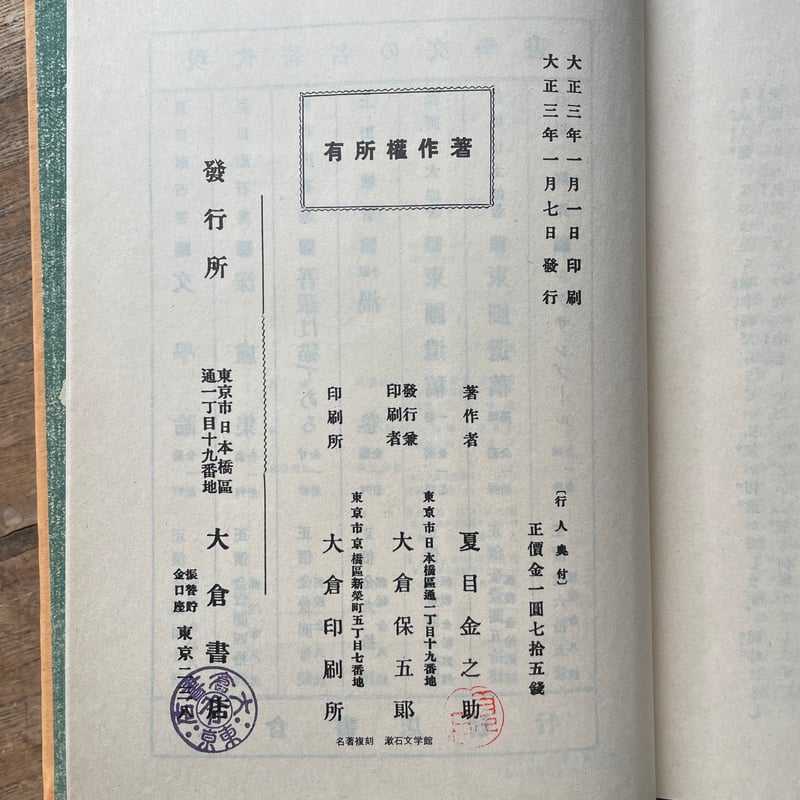 大正三年一月一日印刷
大正三年一月七日發行
著作權所有
〔行人奥付〕
正價金一圓七拾五錢
著作者 夏目金之助
發行兼印刷者
東京市日本橋區通一丁目十九番地
大倉保五郎
印刷所
東京市京橋區新榮町五丁目七番地
大倉印刷所
發行所
東京市日本橋區
通一丁目十九番地
大倉書店
振替貯
金口座
東京二
名著複刻 漱石文学館